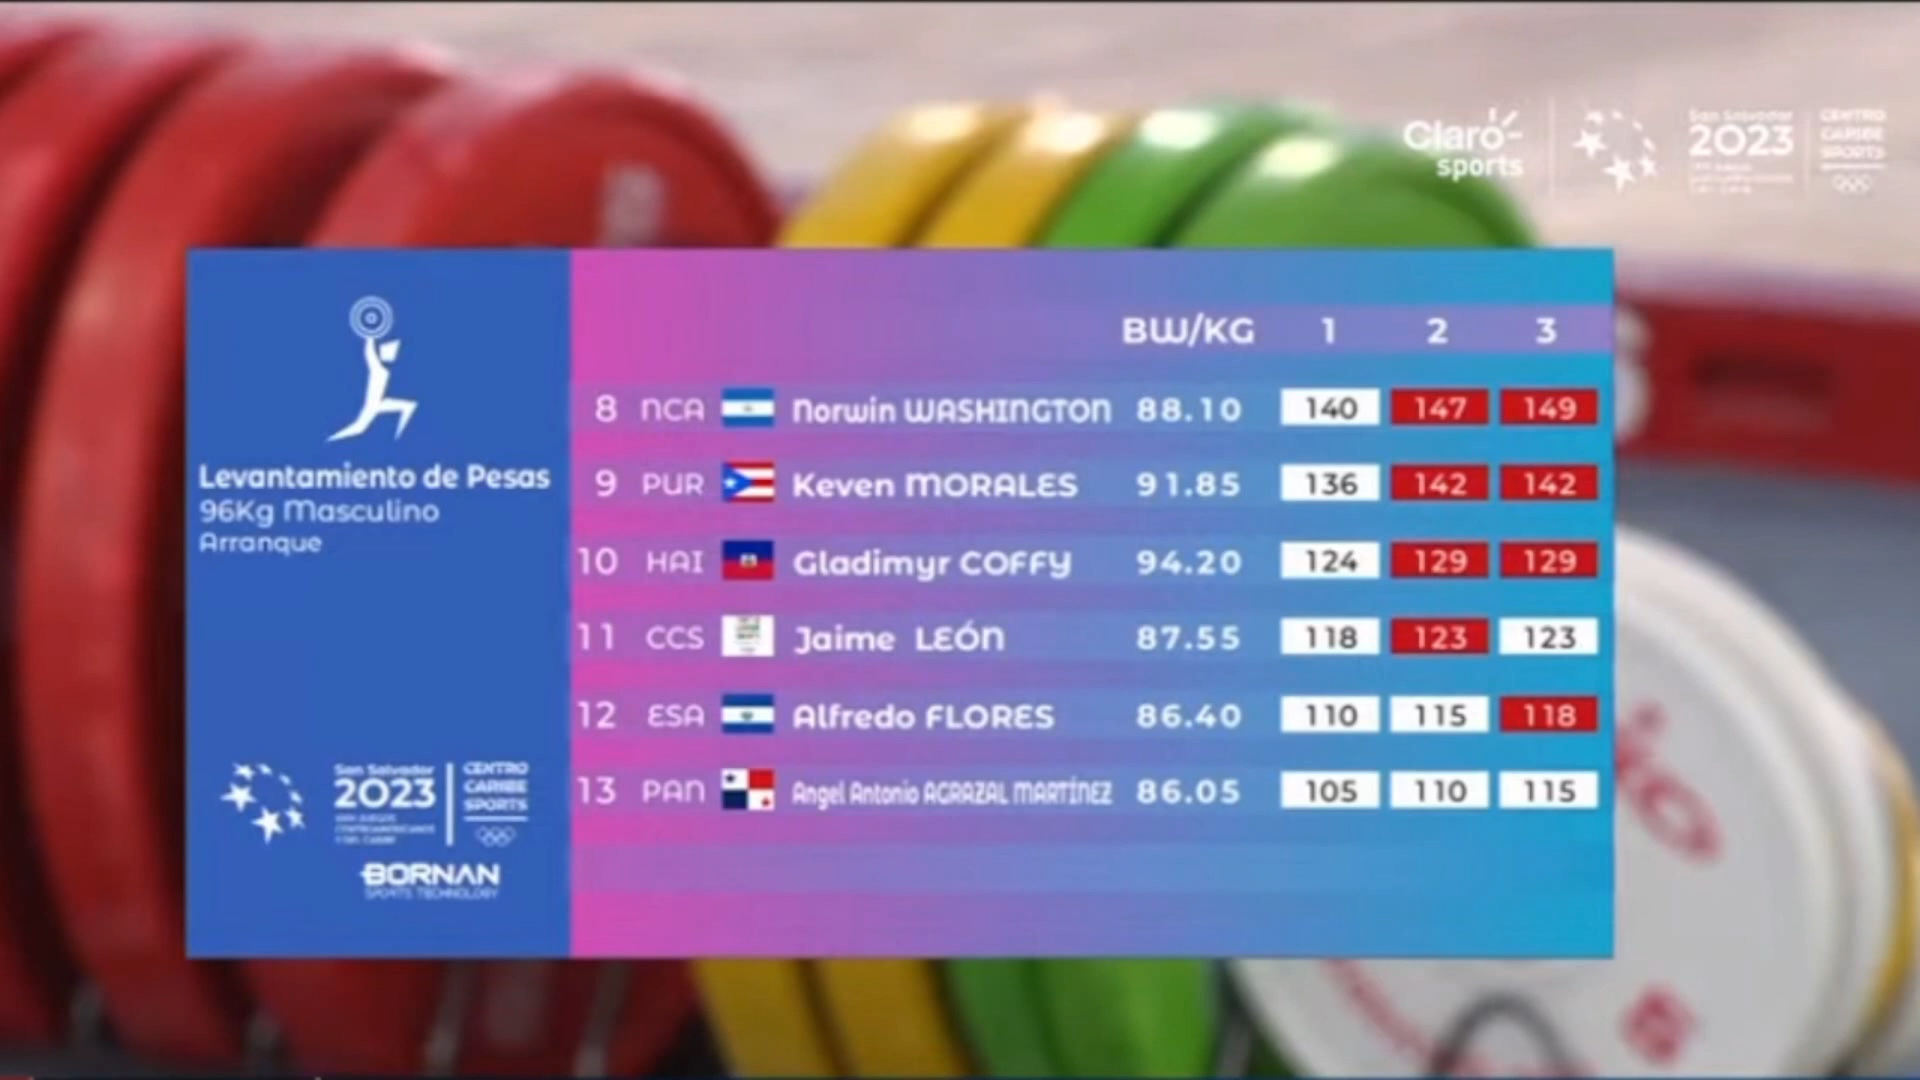 Claro
sports
San Salvador
2023
CENTRO
CARIBE
SPORTS
BW/KG 1 2 3
8 NCA Norwin WASHINGTON 88.10 140 147 149
9 PUR Keven MORALES 91.85 136 142 142
10 HAI Gladimyr COFFY 94.20 124 129 129
11 CCS Jaime LEÓN 87.55 118 123 123
12 ESA Alfredo FLORES 86.40 110 115 118
13 PAN Angel Antonio AGRAZAL MARTÍNEZ 86.05 105 110 115
Levantamiento de Pesas
96Kg Masculino
Arranque
San Salvador
2023
CENTRO
CARIBE
SPORTS
BORNAN
SPORTS TECHNOLOGY